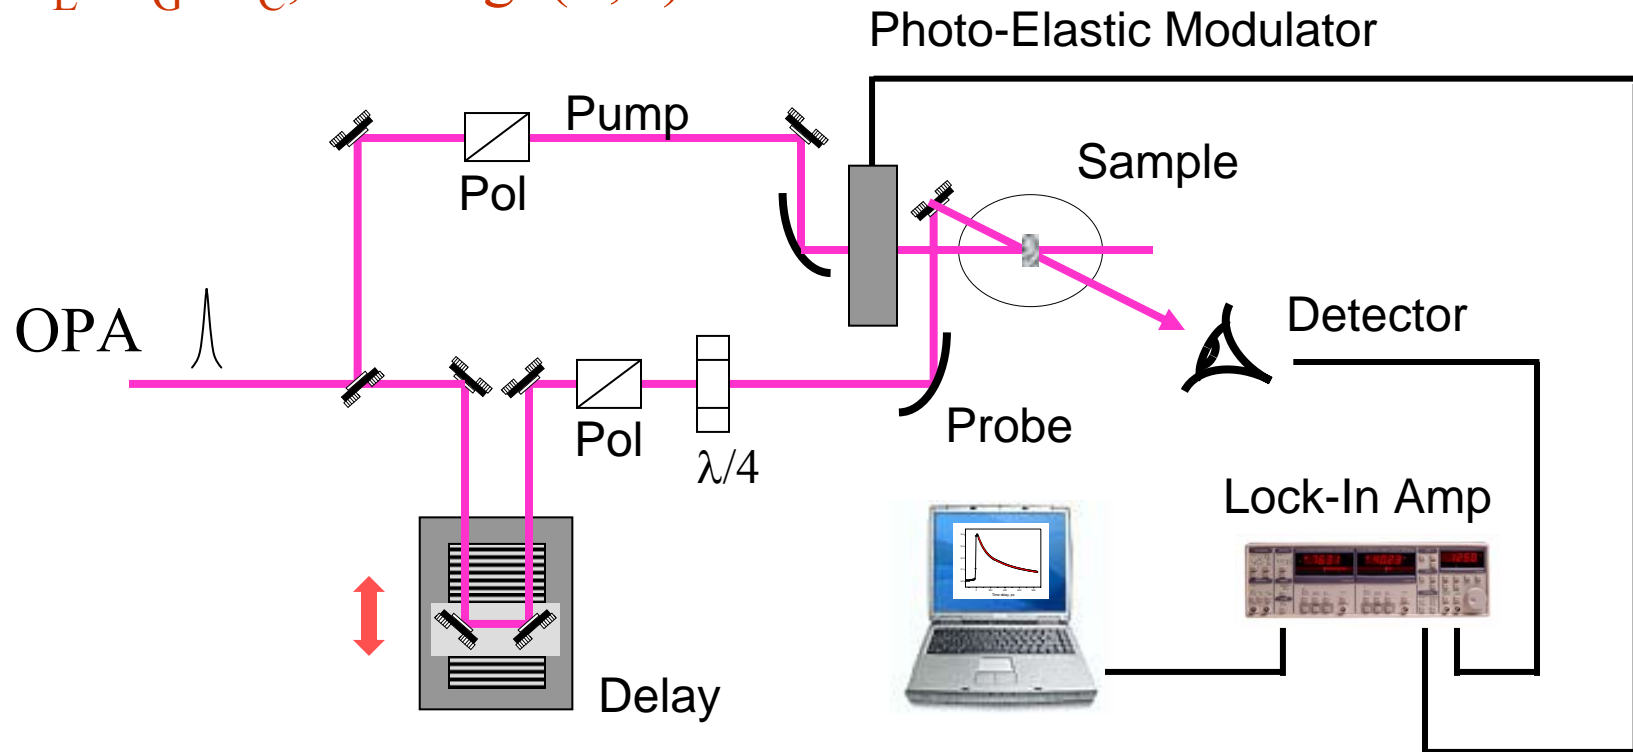 Photo-Elastic Modulator
Pump
Pol
Sample
OPA
Detector
Pol
λ/4
Probe
Lock-In Amp
Delay